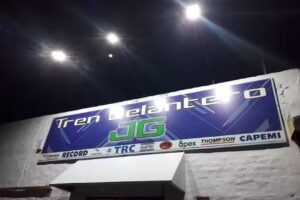 Tren Delantero
JG
RECORD TRC apex THOMPSON CAPEMI